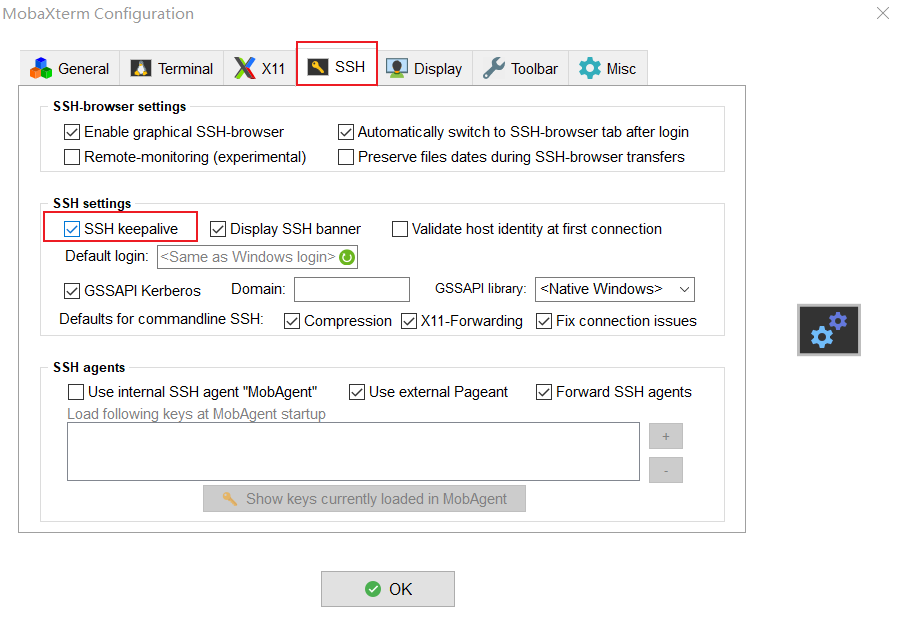 MobaXterm Configuration
General Terminal X11 SSH Display Toolbar Misc
SSH-browser settings
Enable graphical SSH-browser Automatically switch to SSH-browser tab after login
Remote-monitoring (experimental) Preserve files dates during SSH-browser transfers
SSH settings
SSH keepalive Display SSH banner Validate host identity at first connection
Default login: <Same as Windows login>
GSSAPI Kerberos Domain: GSSAPI library: <Native Windows>
Defaults for commandline SSH: Compression X11-Forwarding Fix connection issues
SSH agents
Use internal SSH agent "MobAgent" Use external Pageant Forward SSH agents
Load following keys at MobAgent startup
+
-
Show keys currently loaded in MobAgent
OK